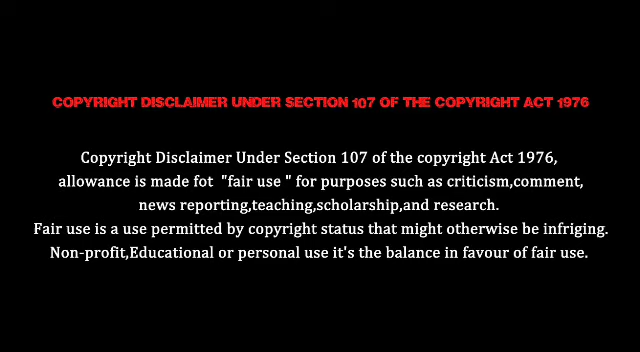 COPYRIGHT DISCLAIMER UNDER SECTION 107 OF THE COPYRIGHT ACT 1976
Copyright Disclaimer Under Section 107 of the copyright Act 1976,
allowance is made fot  "fair use " for purposes such as criticism,comment,
news reporting,teaching,scholarship,and research.
Fair use is a use permitted by copyright status that might otherwise be infriging.
Non-profit,Educational or personal use it's the balance in favour of fair use.